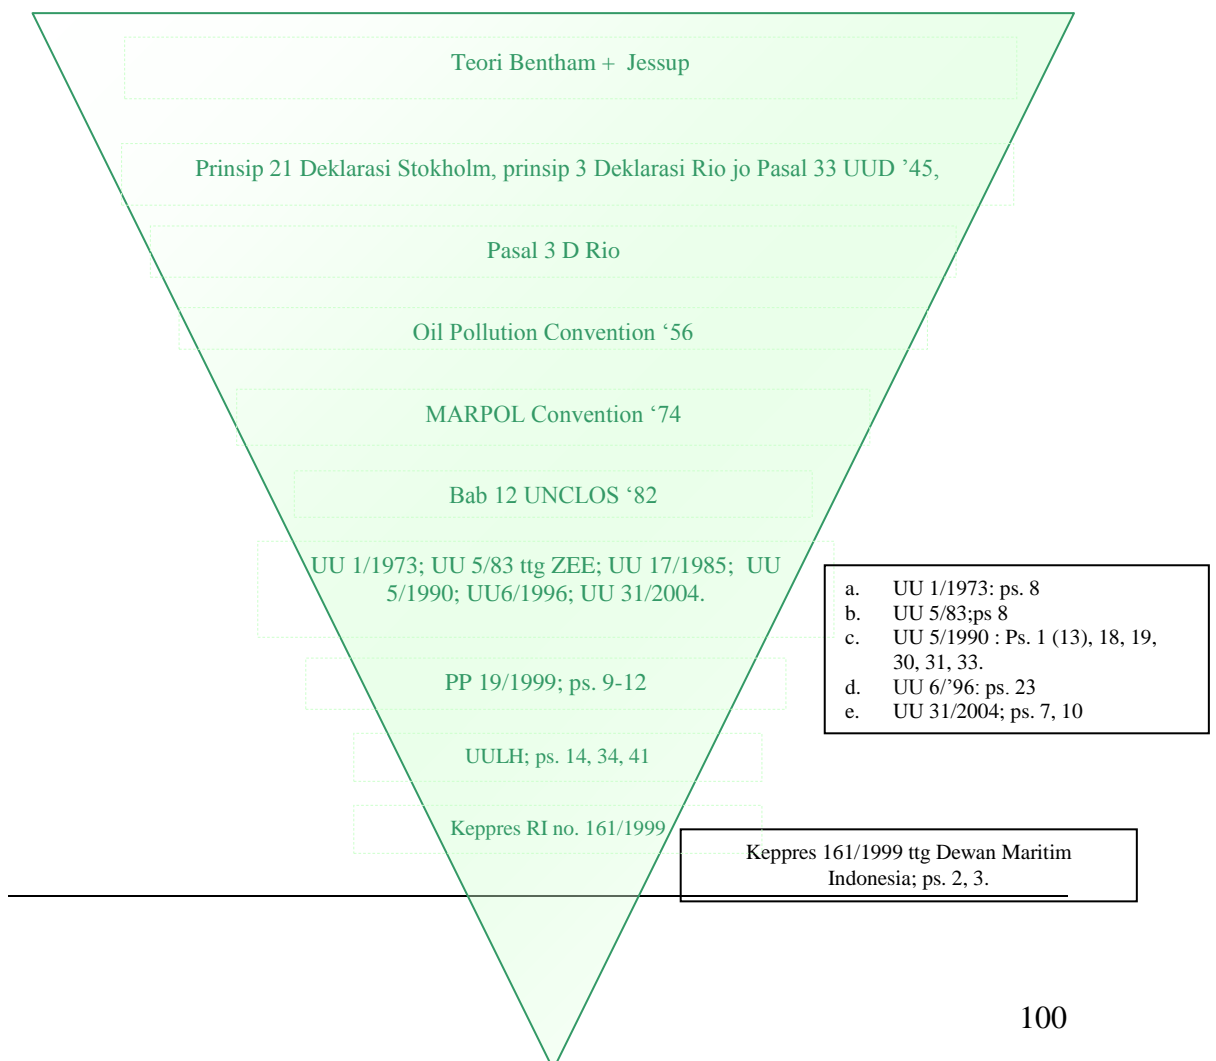 Teori Bentham + Jessup
Prinsip 21 Deklarasi Stokholm, prinsip 3 Deklarasi Rio jo Pasal 33 UUD ’45,
Pasal 3 D Rio
Oil Pollution Convention ‘56
MARPOL Convention ‘74
Bab 12 UNCLOS ‘82
UU 1/1973; UU 5/83 ttg ZEE; UU 17/1985; UU
5/1990; UU6/1996; UU 31/2004.
a. UU 1/1973: ps. 8
b. UU 5/83;ps 8
c. UU 5/1990 : Ps. 1 (13), 18, 19,
30, 31, 33.
d. UU 6/’96: ps. 23
e. UU 31/2004; ps. 7, 10
PP 19/1999; ps. 9-12
UULH; ps. 14, 34, 41
Keppres RI no. 161/1999
Keppres 161/1999 ttg Dewan Maritim
Indonesia; ps. 2, 3.
100